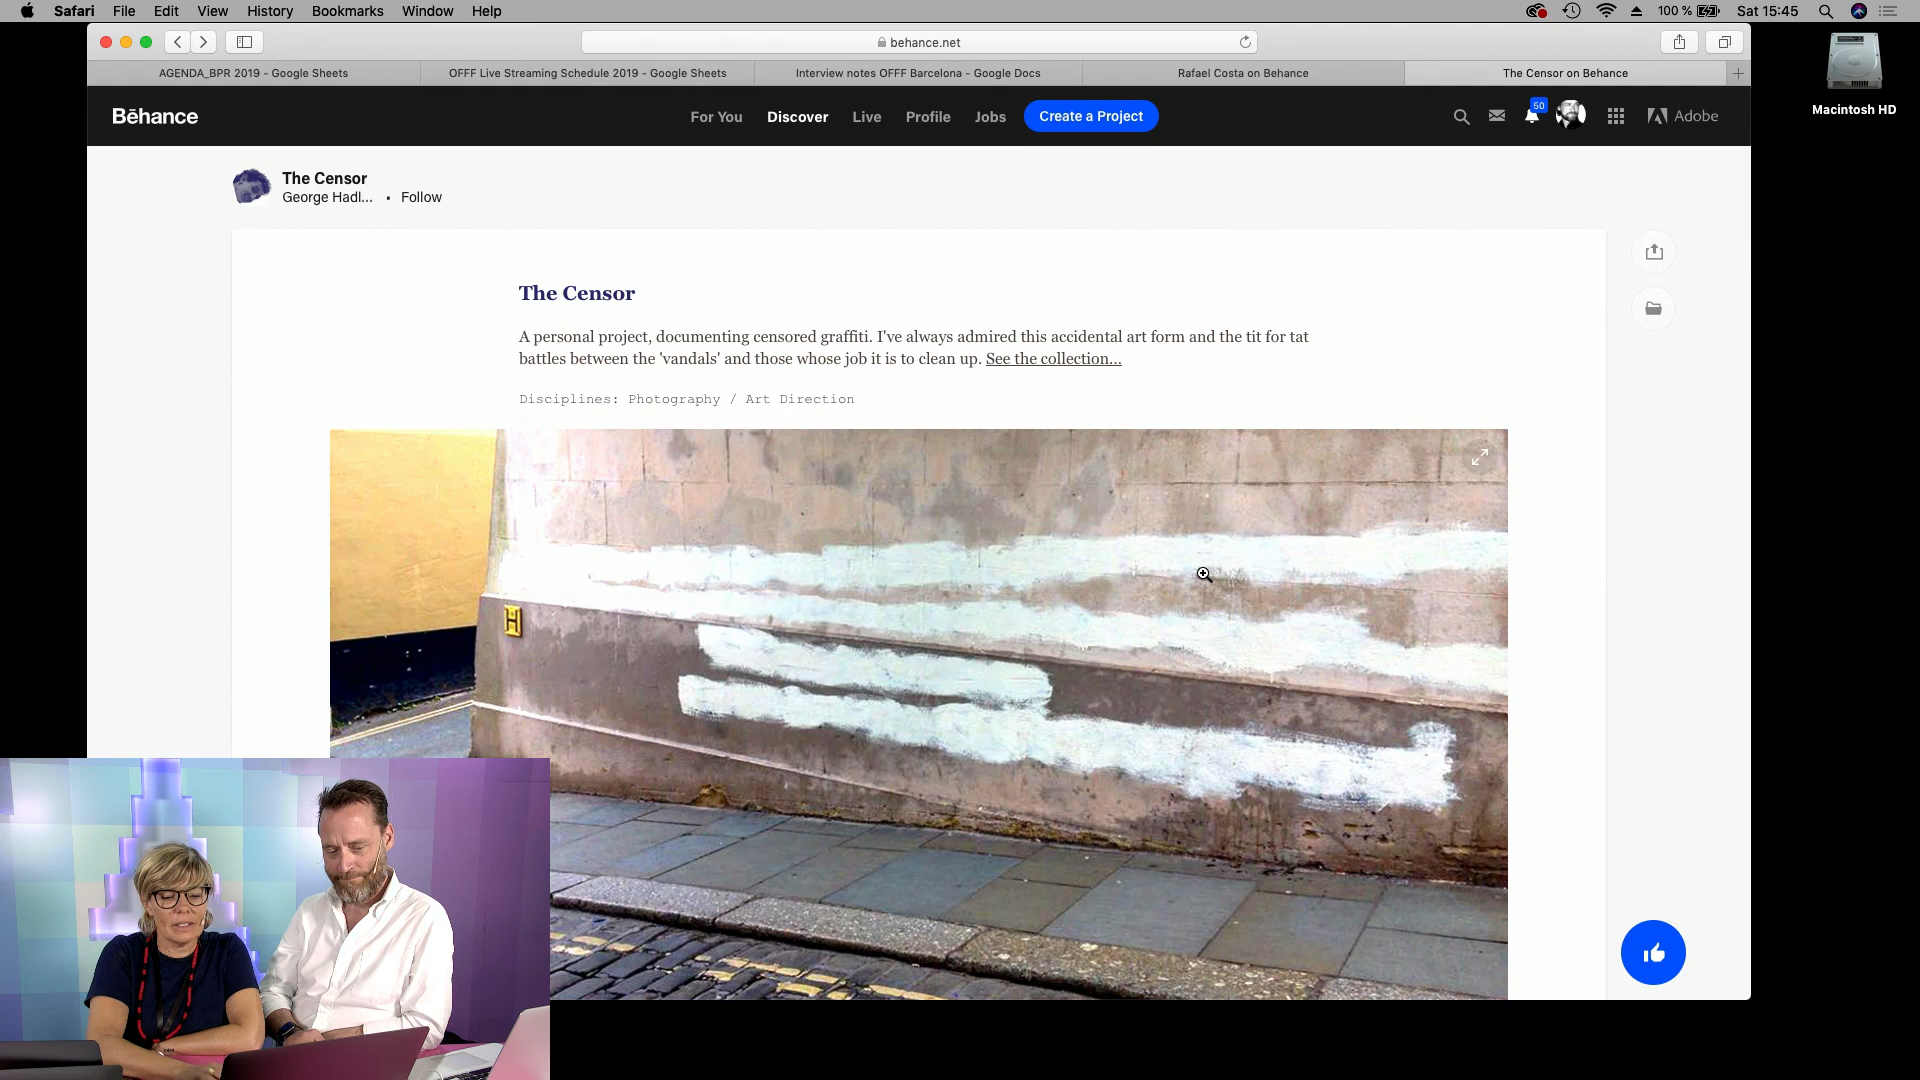 Safari File Edit View History Bookmarks Window Help 100 % Sat 15:45
behance.net
AGENDA_BPR 2019 - Google Sheets OFFF Live Streaming Schedule 2019 - Google Sheets Interview notes OFFF Barcelona - Google Docs Rafael Costa on Behance The Censor on Behance
Macintosh HD
Bēhance For You Discover Live Profile Jobs Create a Project 50 Adobe
The Censor
George Hadl... · Follow
The Censor
A personal project, documenting censored graffiti. I've always admired this accidental art form and the tit for tat
battles between the 'vandals' and those whose job it is to clean up. See the collection...
Disciplines: Photography / Art Direction
H